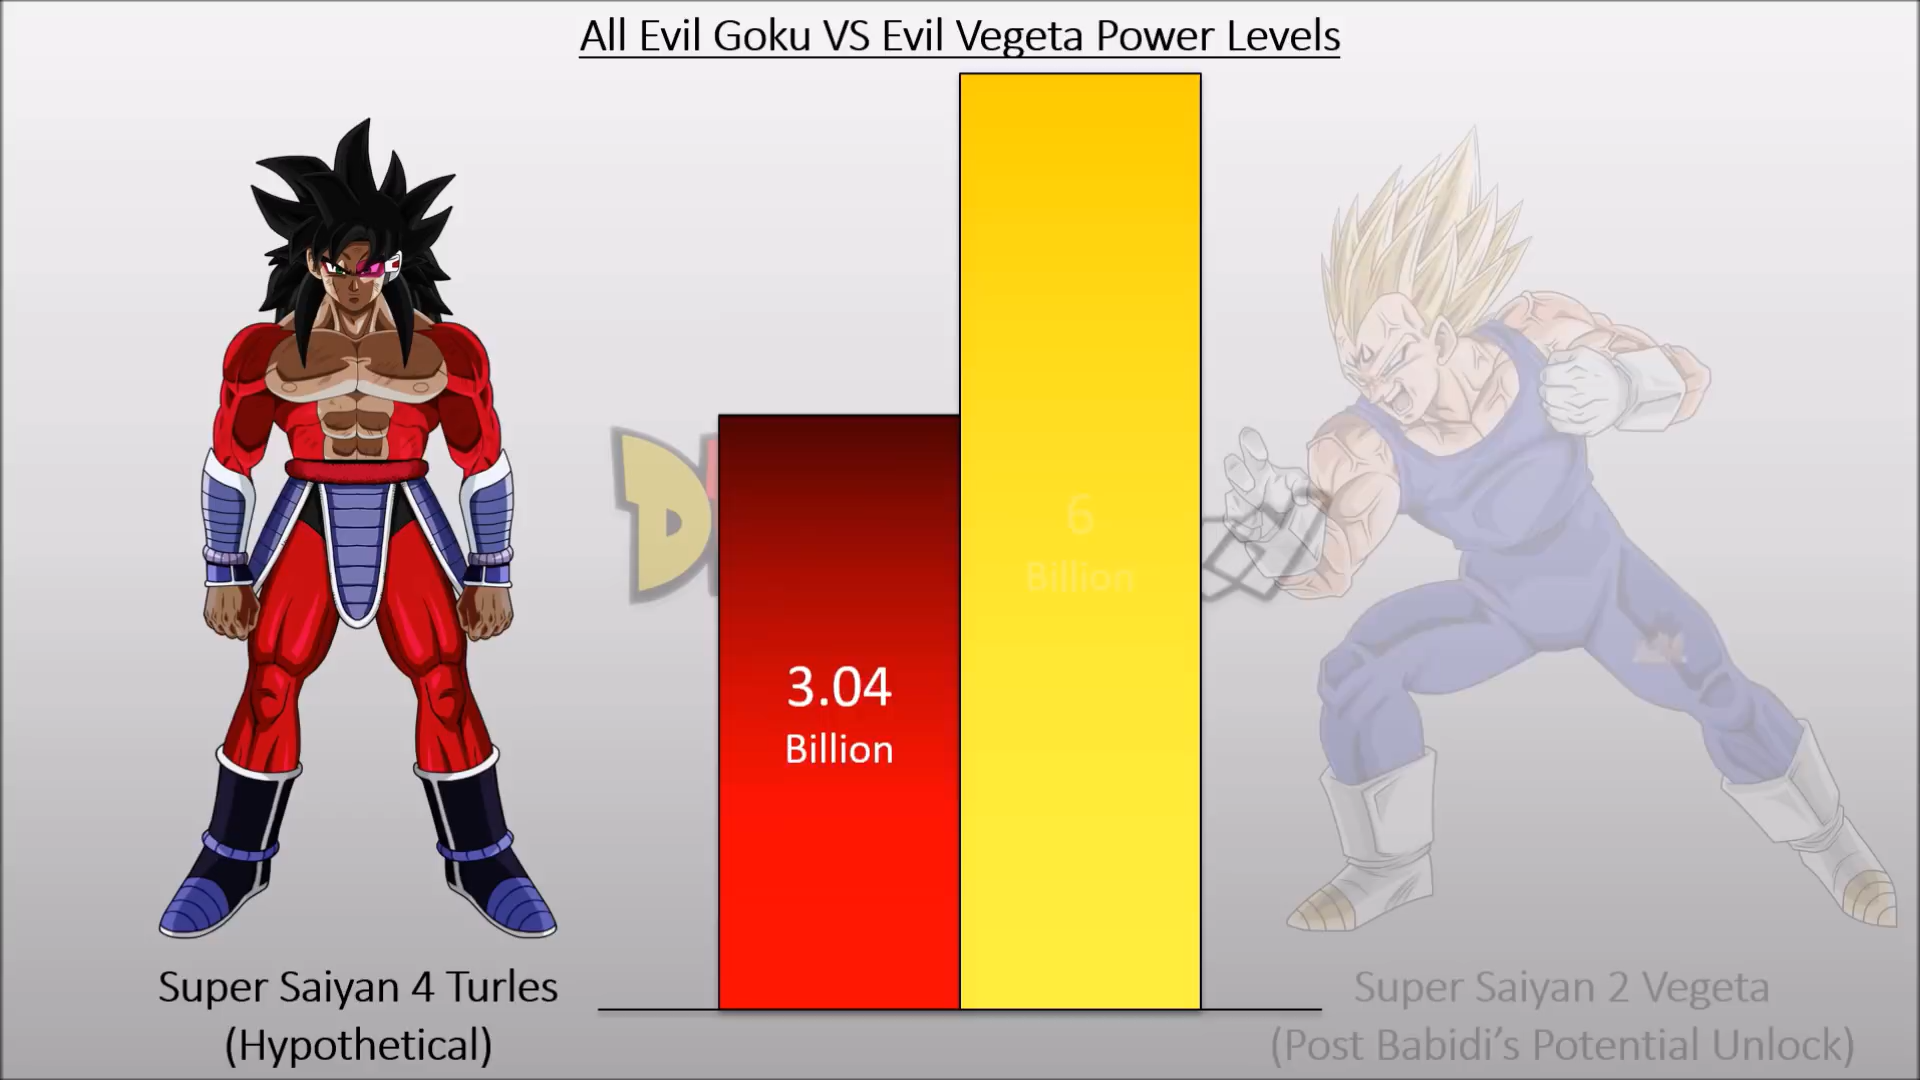 All Evil Goku VS Evil Vegeta Power Levels
D
6
Billion
3.04
Billion
Super Saiyan 4 Turles
(Hypothetical)
Super Saiyan 2 Vegeta
(Post Babidi’s Potential Unlock)